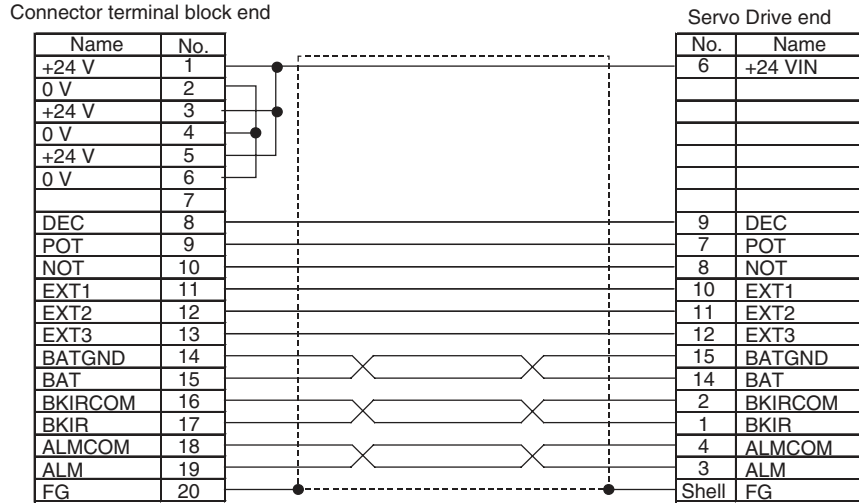 Connector terminal block end Servo Drive end
Name No. No. Name
+24 V 1 6 +24 VIN
0 V 2
+24 V 3
0 V 4
+24 V 5
0 V 6
7
DEC 8 9 DEC
POT 9 7 POT
NOT 10 8 NOT
EXT1 11 10 EXT1
EXT2 12 11 EXT2
EXT3 13 12 EXT3
BATGND 14 15 BATGND
BAT 15 14 BAT
BKIRCOM 16 2 BKIRCOM
BKIR 17 1 BKIR
ALMCOM 18 4 ALMCOM
ALM 19 3 ALM
FG 20 Shell FG